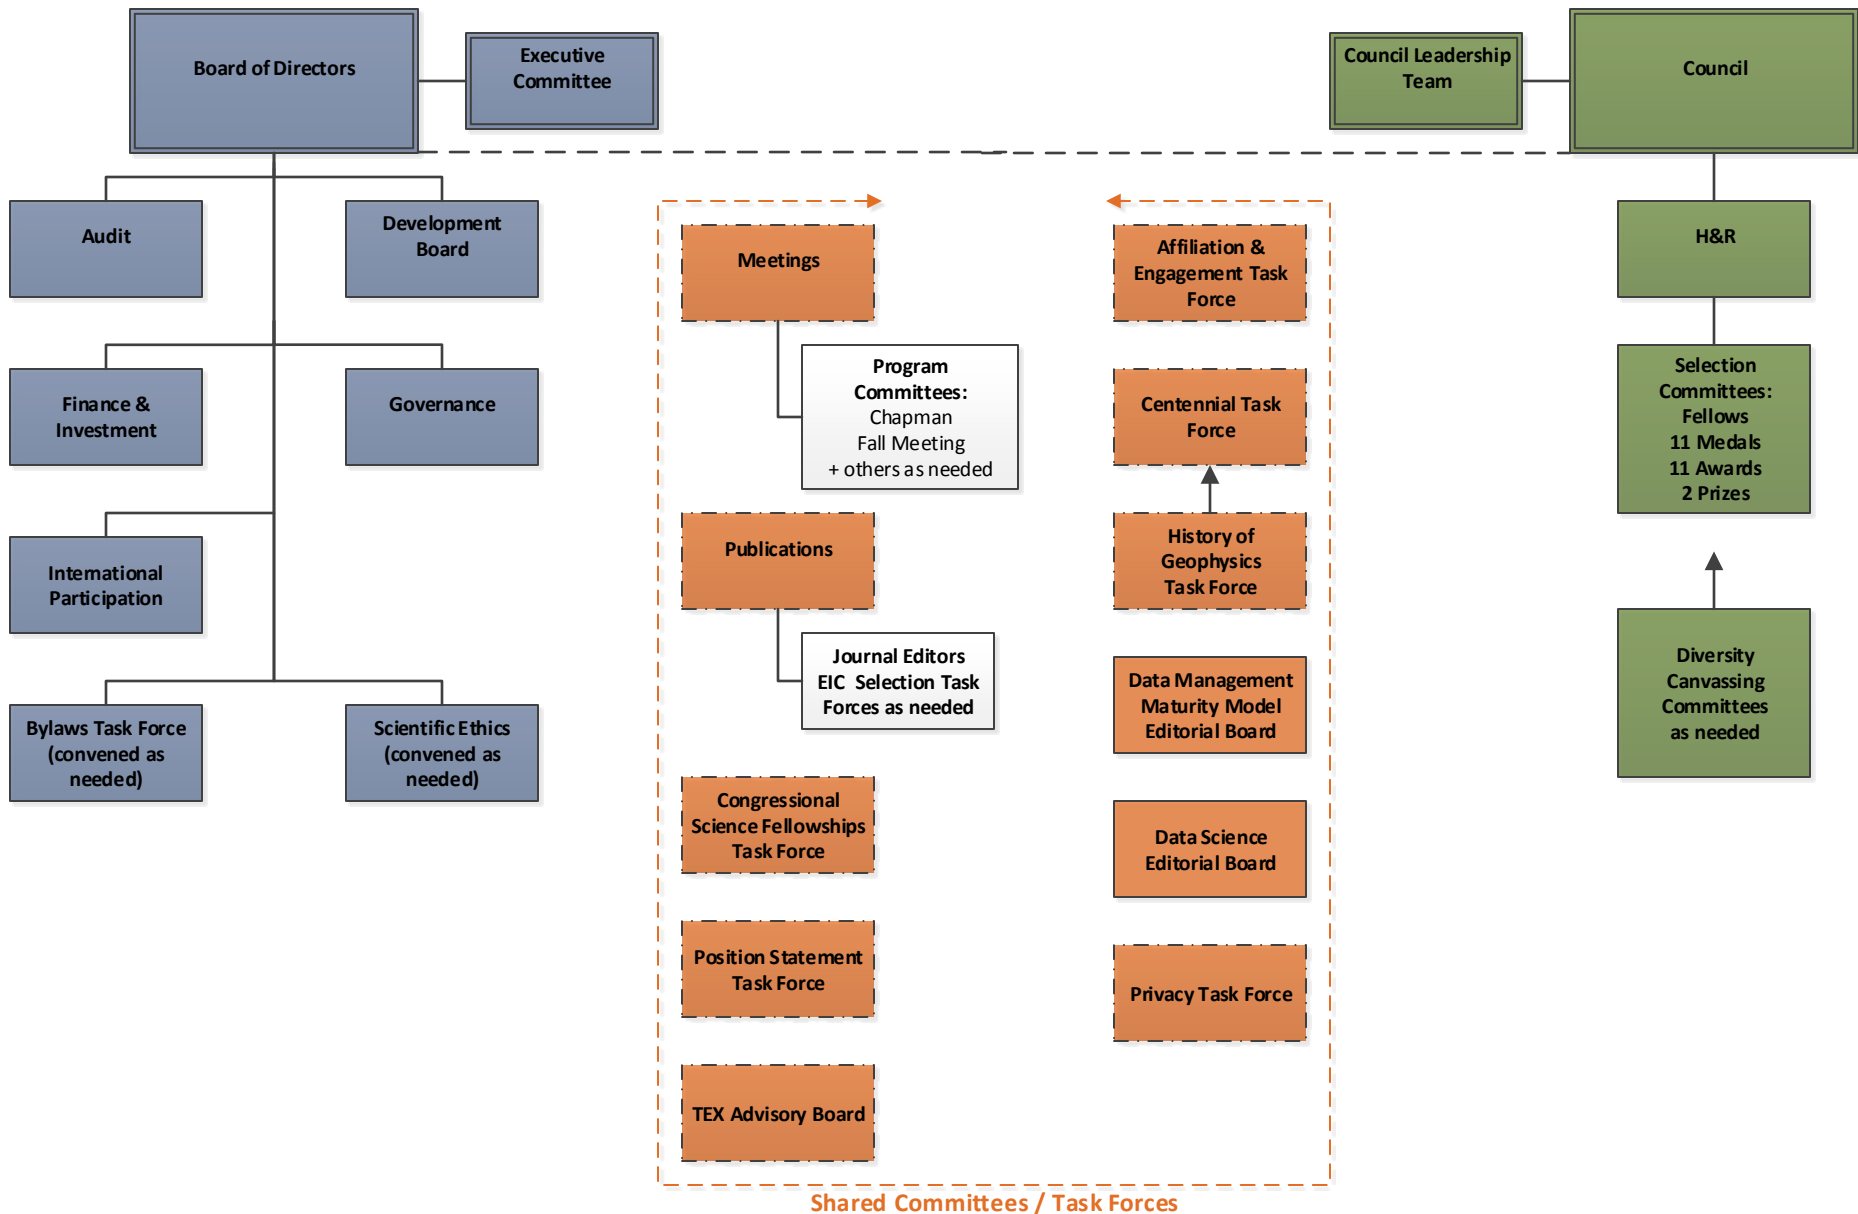 Board of Directors
Executive
Committee
Council Leadership
Team
Council
Audit
Development
Board
Finance &
Investment
Governance
International
Participation
Bylaws Task Force
(convened as
needed)
Scientific Ethics
(convened as
needed)
Meetings
Program
Committees:
Chapman
Fall Meeting
+ others as needed
Publications
Journal Editors
EIC Selection Task
Forces as needed
Congressional
Science Fellowships
Task Force
Position Statement
Task Force
TEX Advisory Board
Affiliation &
Engagement Task
Force
Centennial Task
Force
History of
Geophysics
Task Force
Data Management
Maturity Model
Editorial Board
Data Science
Editorial Board
Privacy Task Force
H&R
Selection
Committees:
Fellows
11 Medals
11 Awards
2 Prizes
Diversity
Canvassing
Committees
as needed
Shared Committees / Task Forces